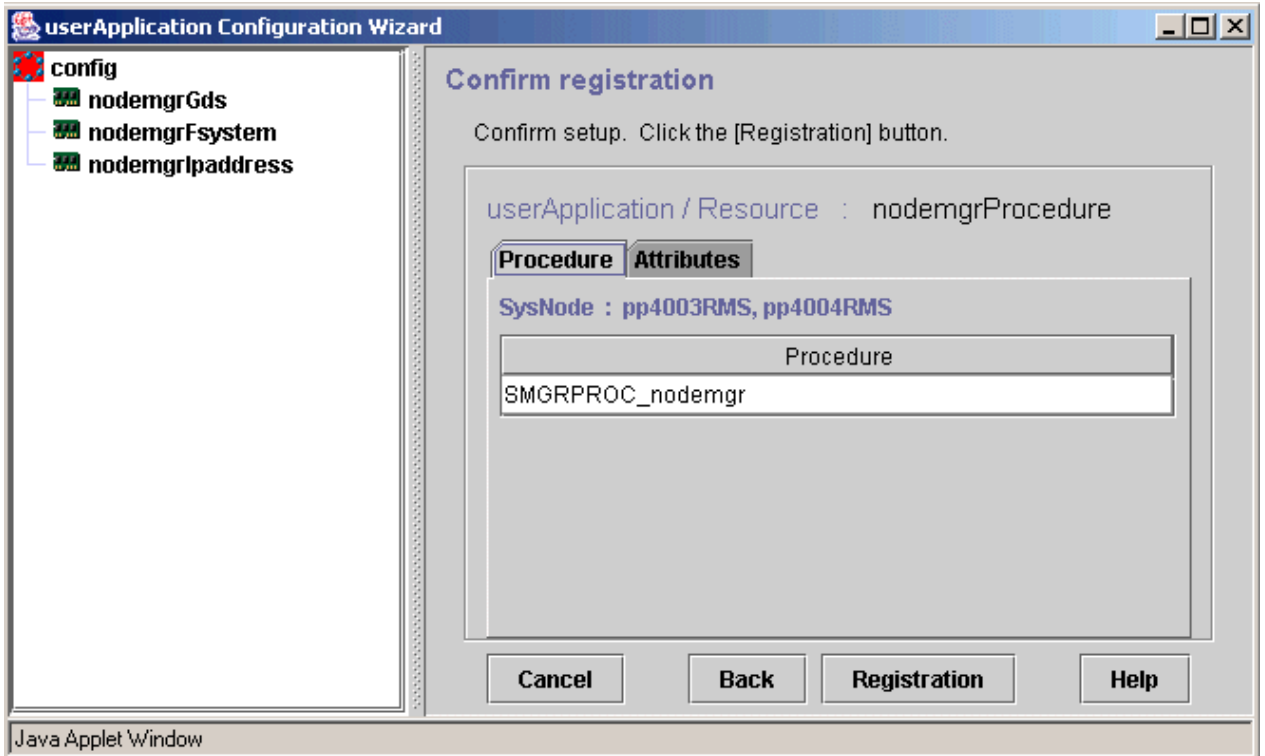 userApplication Configuration Wizard
config
nodemgrGds
nodemgrFsystem
nodemgrIpaddress
Confirm registration
Confirm setup. Click the [Registration] button.
userApplication / Resource : nodemgrProcedure
Procedure Attributes
SysNode : pp4003RMS, pp4004RMS
Procedure
SMGRPROC_nodemgr
Cancel Back Registration Help
Java Applet Window